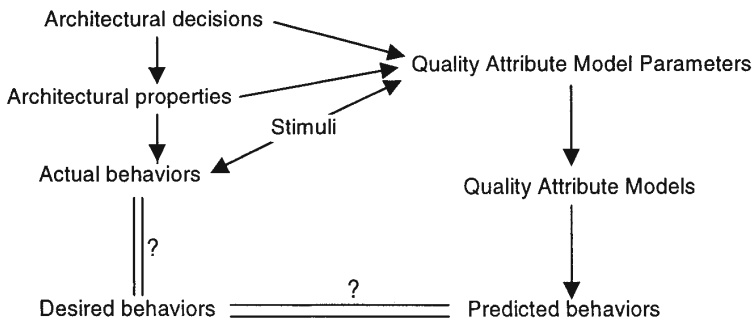 Architectural decisions
Quality Attribute Model Parameters
Architectural properties
Stimuli
Actual behaviors
Quality Attribute Models
?
?
Desired behaviors
Predicted behaviors